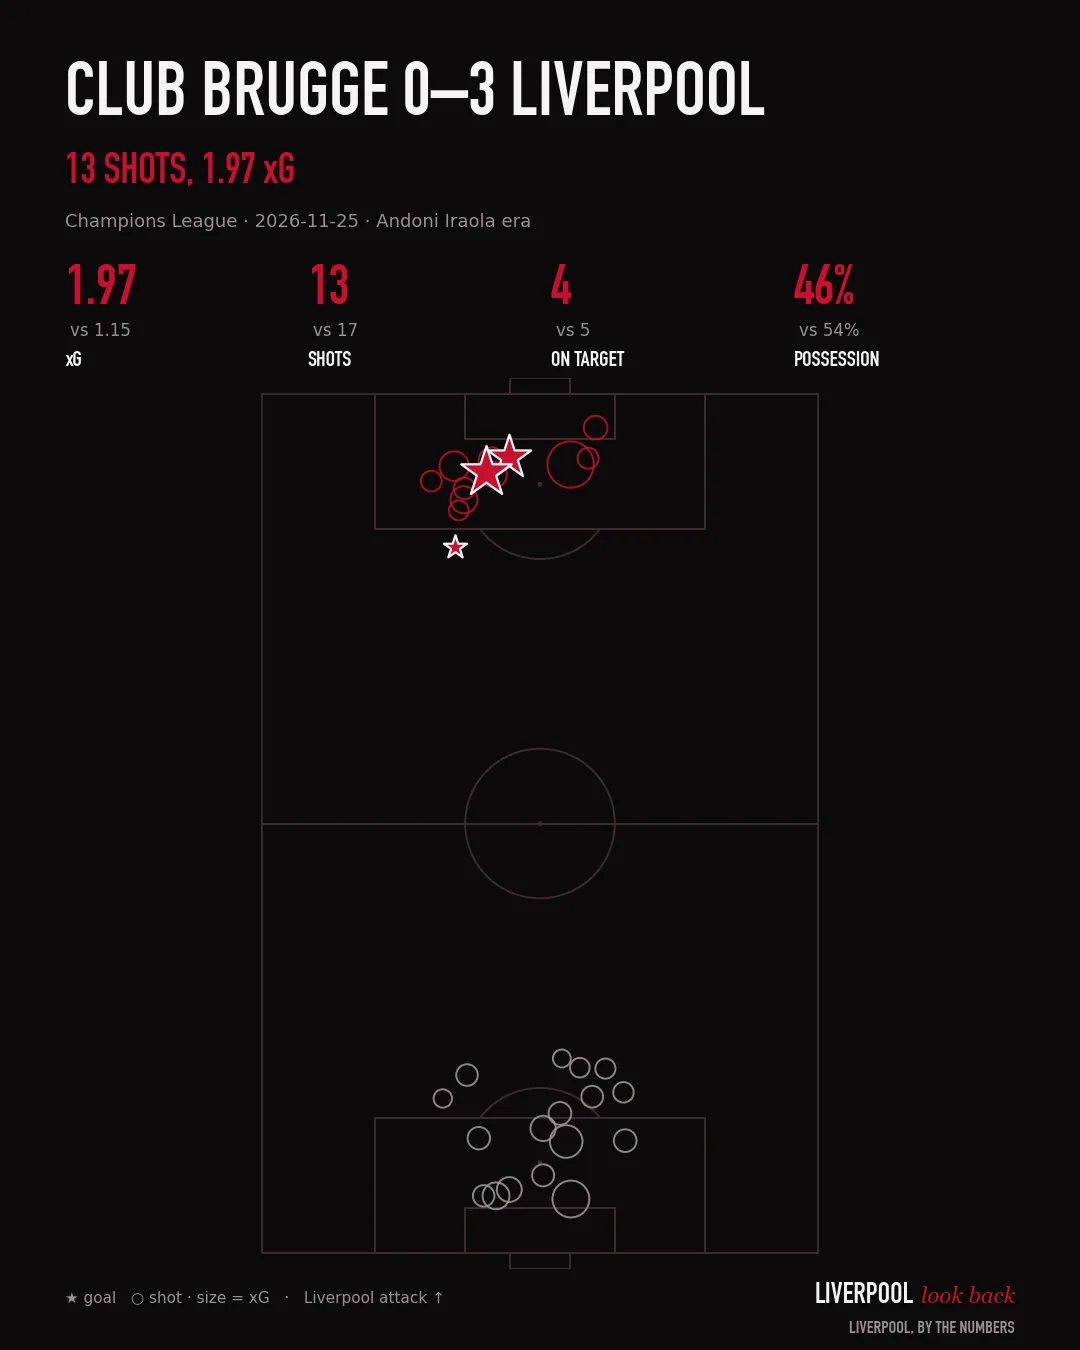 CLUB BRUGGE 0–3 LIVERPOOL
13 SHOTS, 1.97 xG
Champions League · 2026-11-25 · Andoni Iraola era
1.97 13 4 46%
vs 1.15 vs 17 vs 5 vs 54%
xG SHOTS ON TARGET POSSESSION
★ goal ○ shot · size = xG · Liverpool attack ↑
LIVERPOOL look back
LIVERPOOL, BY THE NUMBERS